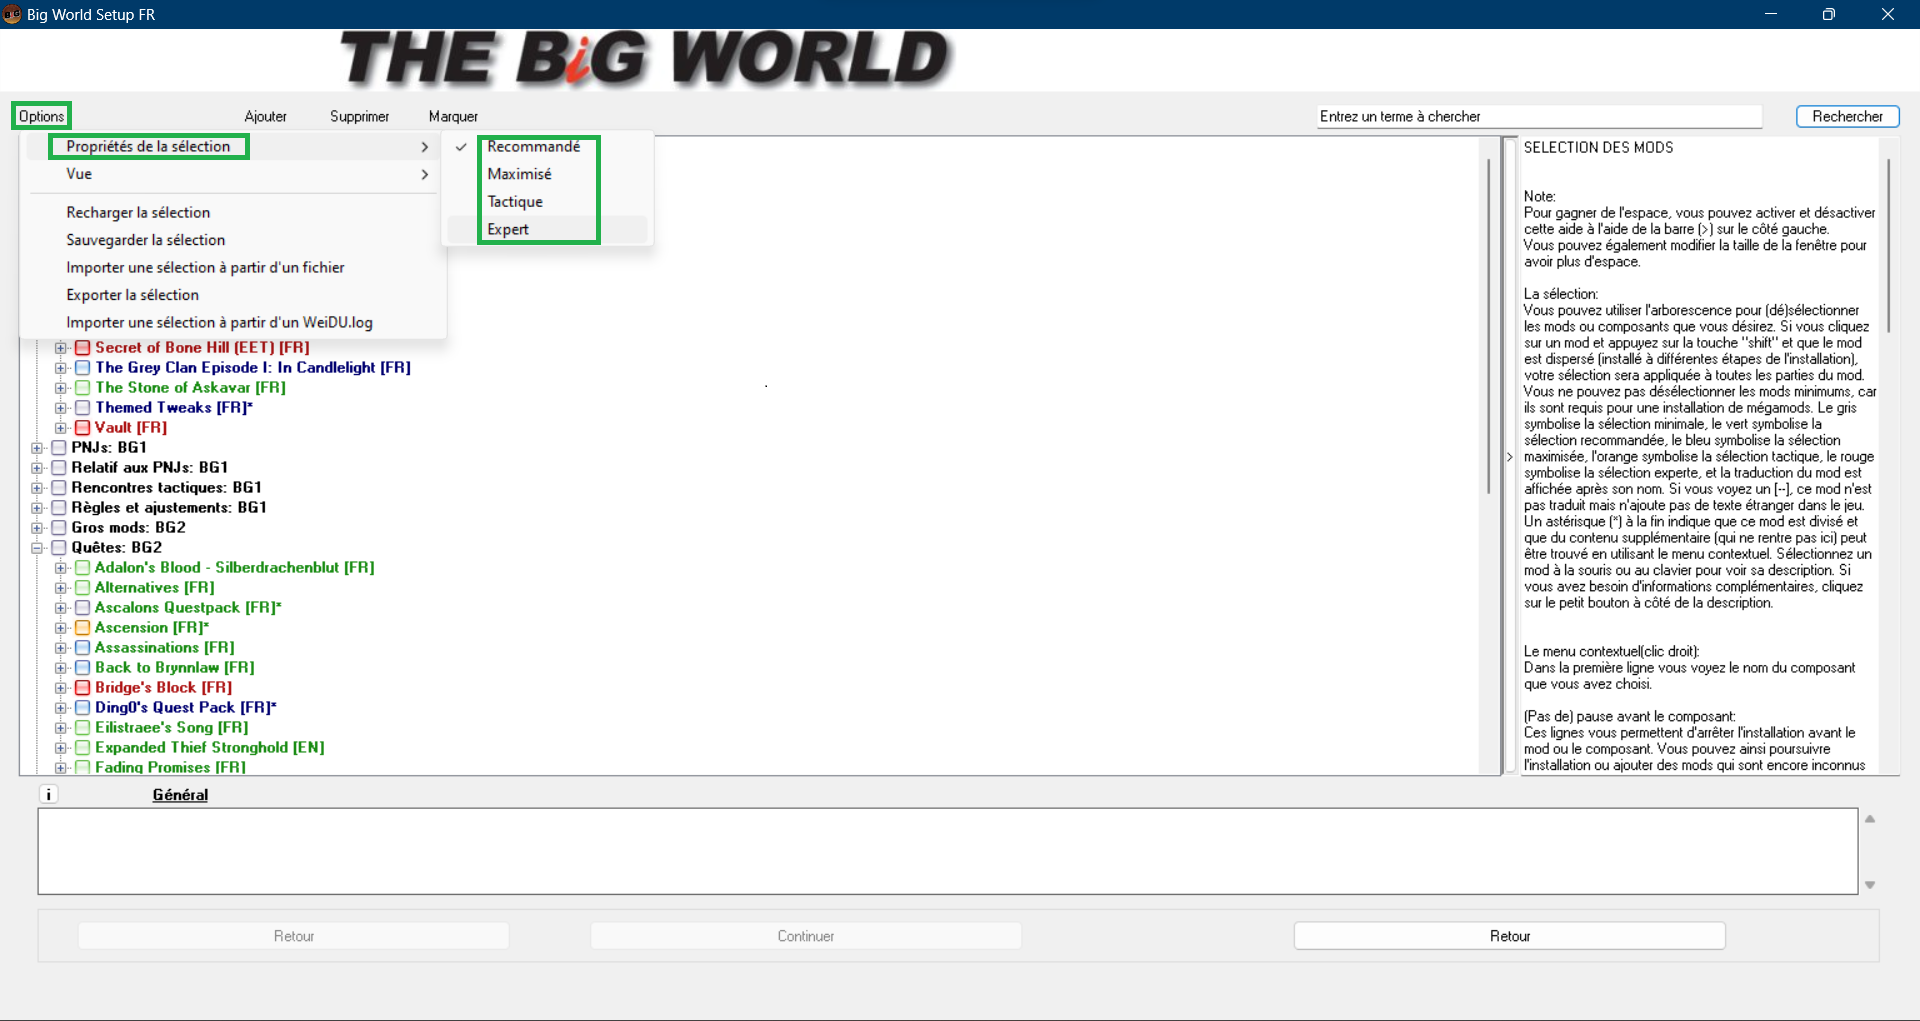 Big World Setup FR
THE BiG WORLD
Options
Ajouter
Supprimer
Marquer
Entrez un terme à chercher
Rechercher
Propriétés de la sélection
Vue
Recharger la sélection
Sauvegarder la sélection
Importer une sélection à partir d'un fichier
Exporter la sélection
Importer une sélection à partir d'un WeiDU.log
Recommandé
Maximisé
Tactique
Expert
Secret of Bone Hill (EET) [FR]
The Grey Clan Episode I: In Candlelight [FR]
The Stone of Askavar [FR]
Themed Tweaks [FR]*
Vault [FR]
PNJs: BG1
Relatif aux PNJs: BG1
Rencontres tactiques: BG1
Règles et ajustements: BG1
Gros mods: BG2
Quêtes: BG2
Adalon's Blood - Silberdrachenblut [FR]
Alternatives [FR]
Ascalons Questpack [FR]*
Ascension [FR]*
Assassinations [FR]
Back to Brynnlaw [FR]
Bridge's Block [FR]
Ding0's Quest Pack [FR]*
Eilistraee's Song [FR]
Expanded Thief Stronghold [EN]
Fading Promises [FR]
>
SELECTION DES MODS
Note:
Pour gagner de l'espace, vous pouvez activer et désactiver
cette aide à l'aide de la barre (>) sur le côté gauche.
Vous pouvez également modifier la taille de la fenêtre pour
avoir plus d'espace.
La sélection:
Vous pouvez utiliser l'arborescence pour (dé)sélectionner
les mods ou composants que vous désirez. Si vous cliquez
sur un mod et appuyez sur la touche "shift" et que le mod
est dispersé (installé à différentes étapes de l'installation),
votre sélection sera appliquée à toutes les parties du mod.
Vous ne pouvez pas désélectionner les mods minimums, car
ils sont requis pour une installation de mégamods. Le gris
symbolise la sélection minimale, le vert symbolise la
sélection recommandée, le bleu symbolise la sélection
maximisée, l'orange symbolise la sélection tactique, le rouge
symbolise la sélection experte, et la traduction du mod est
affichée après son nom. Si vous voyez un [--], ce mod n'est
pas traduit mais n'ajoute pas de texte étranger dans le jeu.
Un astérisque (*) à la fin indique que ce mod est divisé et
que du contenu supplémentaire (qui ne rentre pas ici) peut
être trouvé en utilisant le menu contextuel. Sélectionnez un
mod à la souris ou au clavier pour voir sa description. Si
vous avez besoin d'informations complémentaires, cliquez
sur le petit bouton à côté de la description.
Le menu contextuel(clic droit):
Dans la première ligne vous voyez le nom du composant
que vous avez choisi.
(Pas de) pause avant le composant:
Ces lignes vous permettent d'arrêter l'installation avant le
mod ou le composant. Vous pouvez ainsi poursuivre
l'installation ou ajouter des mods qui sont encore inconnus
i
Général
Retour
Continuer
Retour